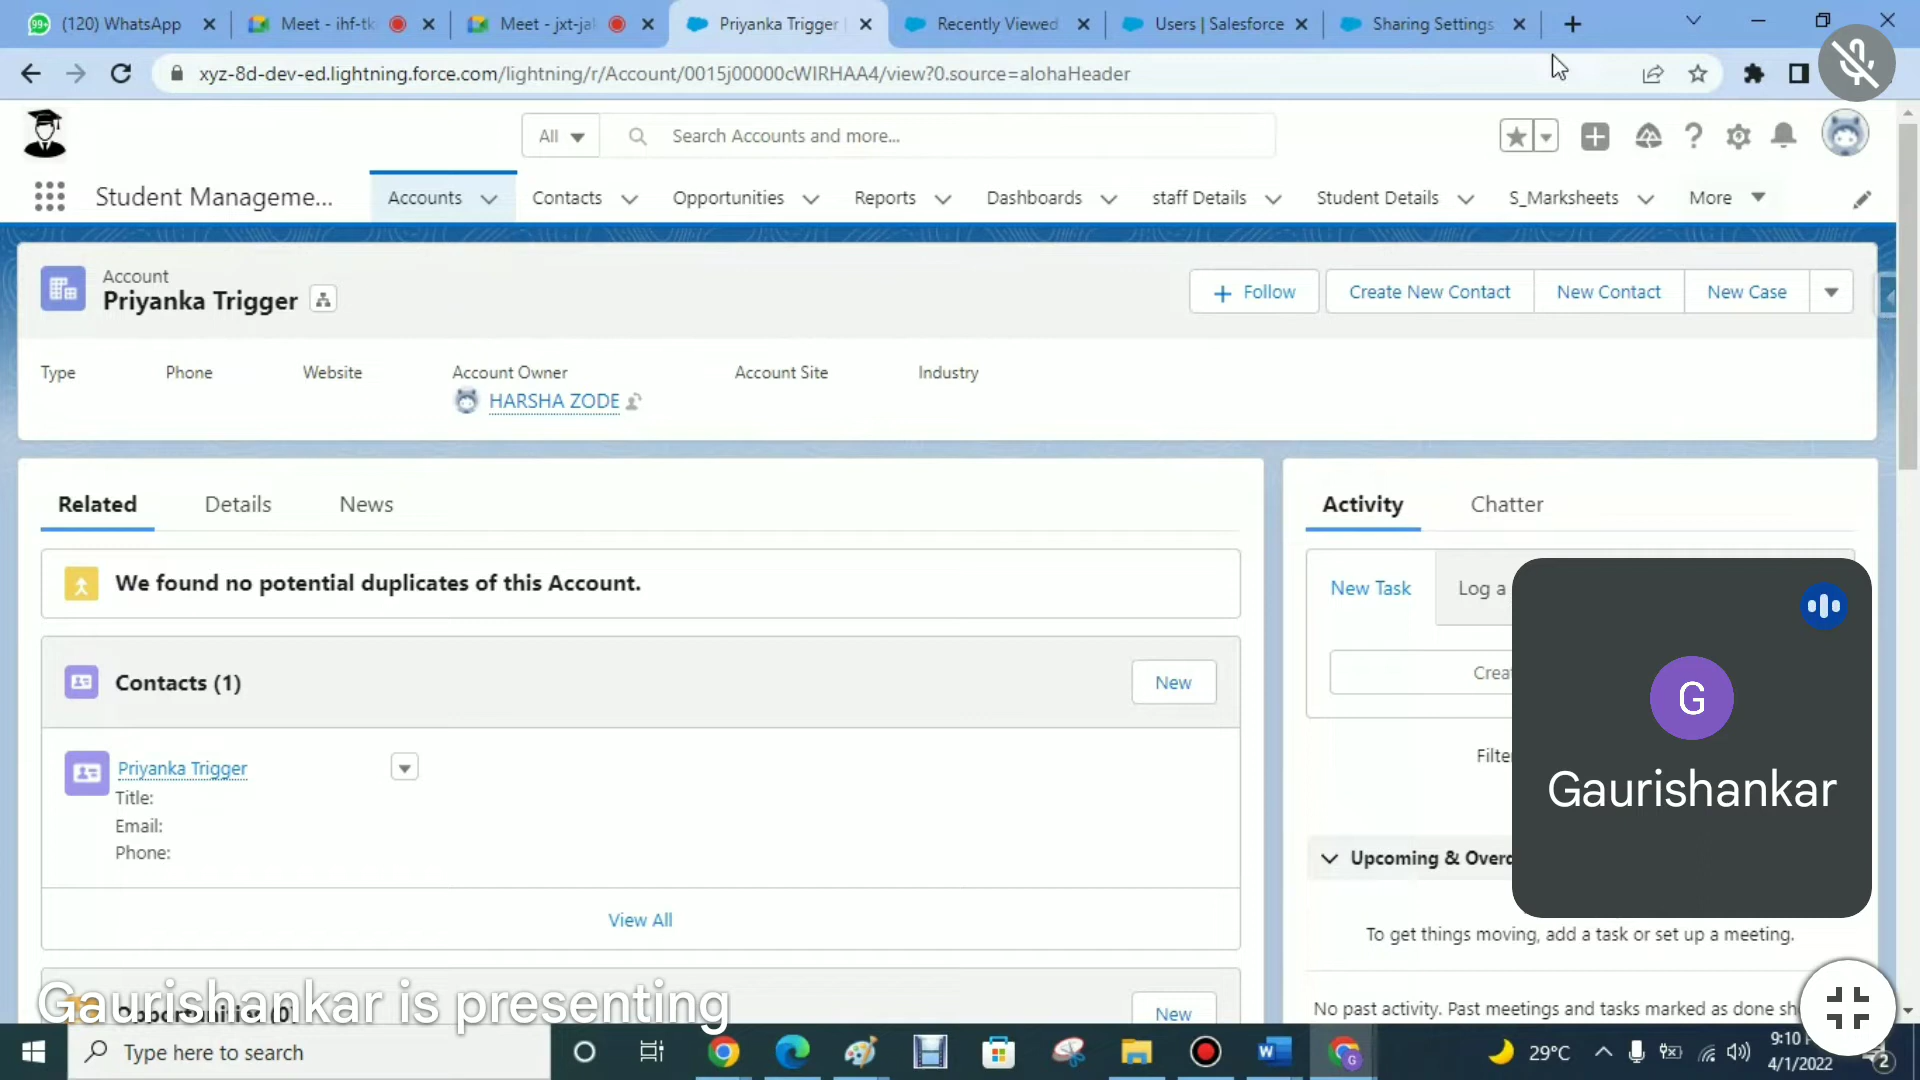 99+ (120) WhatsApp
Meet - ihf-tk
Meet - jxt-jal
Priyanka Trigger
Recently Viewed
Users | Salesforce
Sharing Settings
xyz-8d-dev-ed.lightning.force.com/lightning/r/Account/0015j00000cWIRHAA4/view?0.source=alohaHeader
All
Search Accounts and more...
Student Manageme...
Accounts
Contacts
Opportunities
Reports
Dashboards
staff Details
Student Details
S_Marksheets
More
Account
Priyanka Trigger
Follow
Create New Contact
New Contact
New Case
Type
Phone
Website
Account Owner
Account Site
Industry
HARSHA ZODE
Related
Details
News
Activity
Chatter
We found no potential duplicates of this Account.
New Task
Log a
Contacts (1)
New
Crea
Priyanka Trigger
Title:
Email:
Phone:
Filter
G
Gaurishankar
Upcoming & Overd
View All
To get things moving, add a task or set up a meeting.
Gaurishankar is presenting
Opportunities (0)
New
No past activity. Past meetings and tasks marked as done sh
Type here to search
29°C
9:10
4/1/2022
2